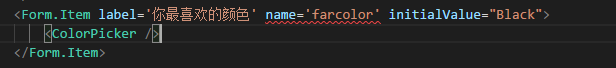 <Form.Item label='你最喜欢的颜色' name='farcolor' initialValue="Black">
<ColorPicker />
</Form.Item>